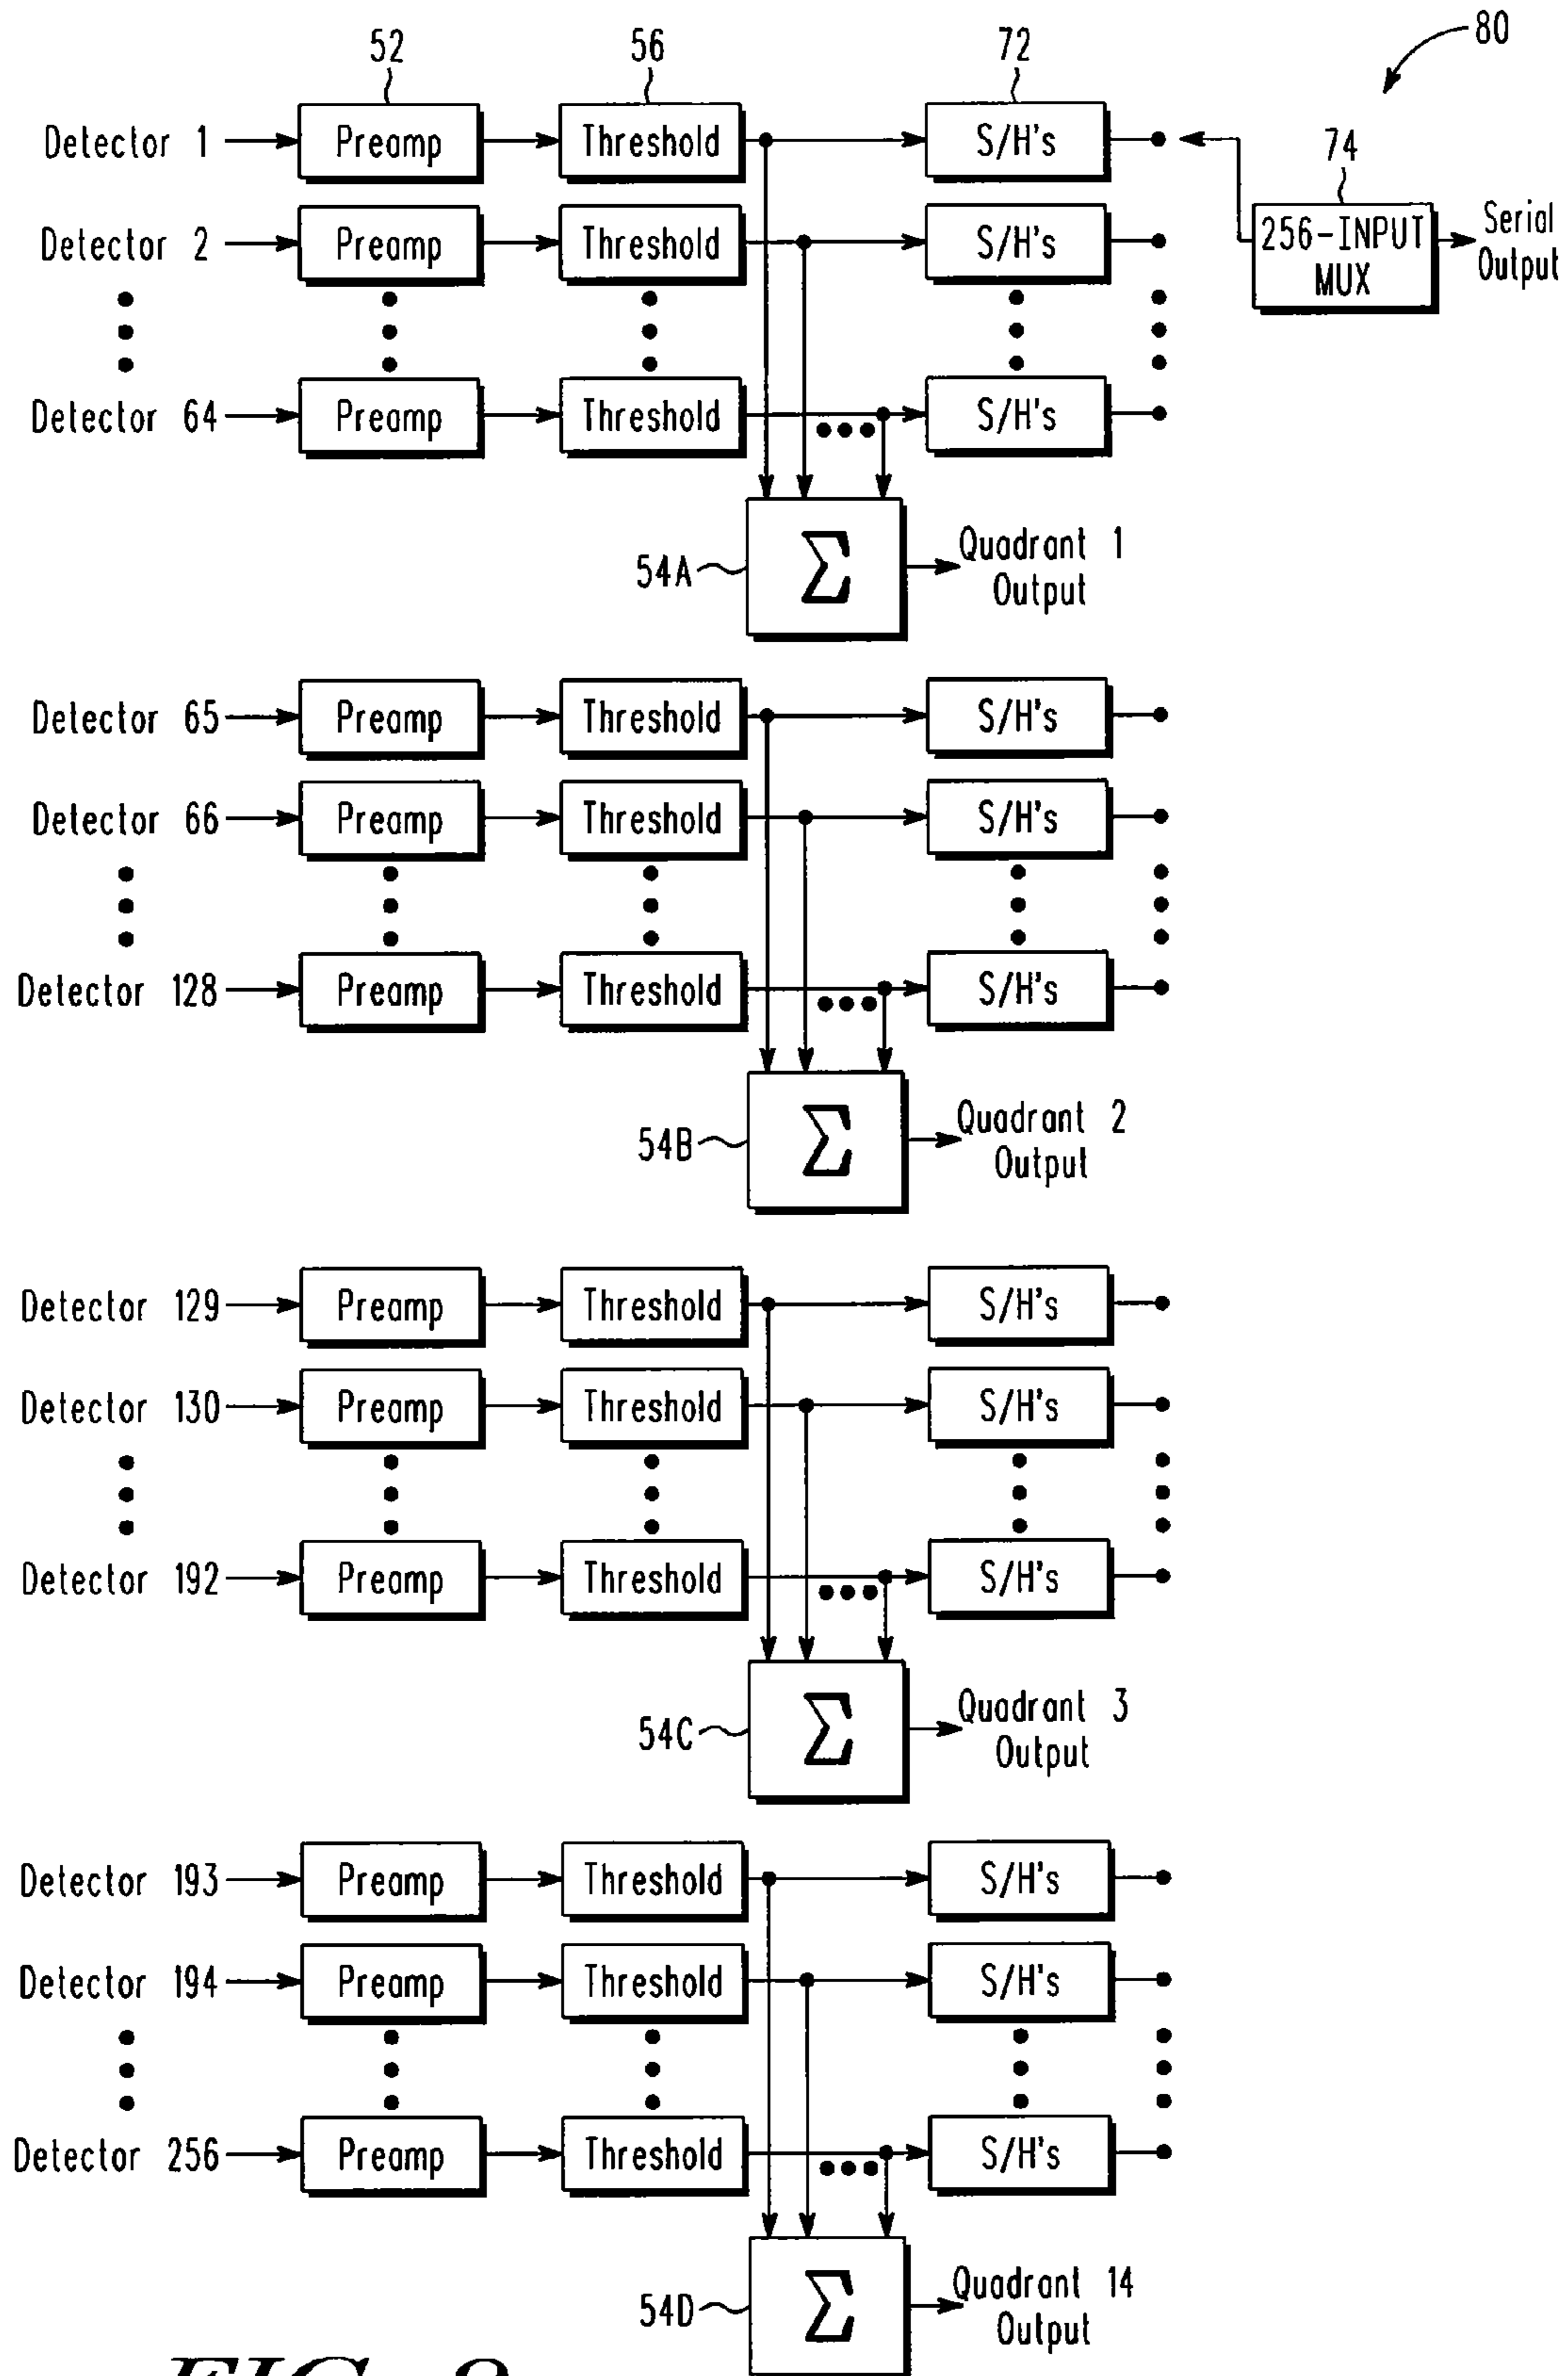 80
52 56 72
Detector 1 Preamp Threshold S/H's
74
256-INPUT
MUX
Serial
Output
Detector 2 Preamp Threshold S/H's
Detector 64 Preamp Threshold S/H's
54A Σ Quadrant 1
Output
Detector 65 Preamp Threshold S/H's
Detector 66 Preamp Threshold S/H's
Detector 128 Preamp Threshold S/H's
54B Σ Quadrant 2
Output
Detector 129 Preamp Threshold S/H's
Detector 130 Preamp Threshold S/H's
Detector 192 Preamp Threshold S/H's
54C Σ Quadrant 3
Output
Detector 193 Preamp Threshold S/H's
Detector 194 Preamp Threshold S/H's
Detector 256 Preamp Threshold S/H's
54D Σ Quadrant 14
Output